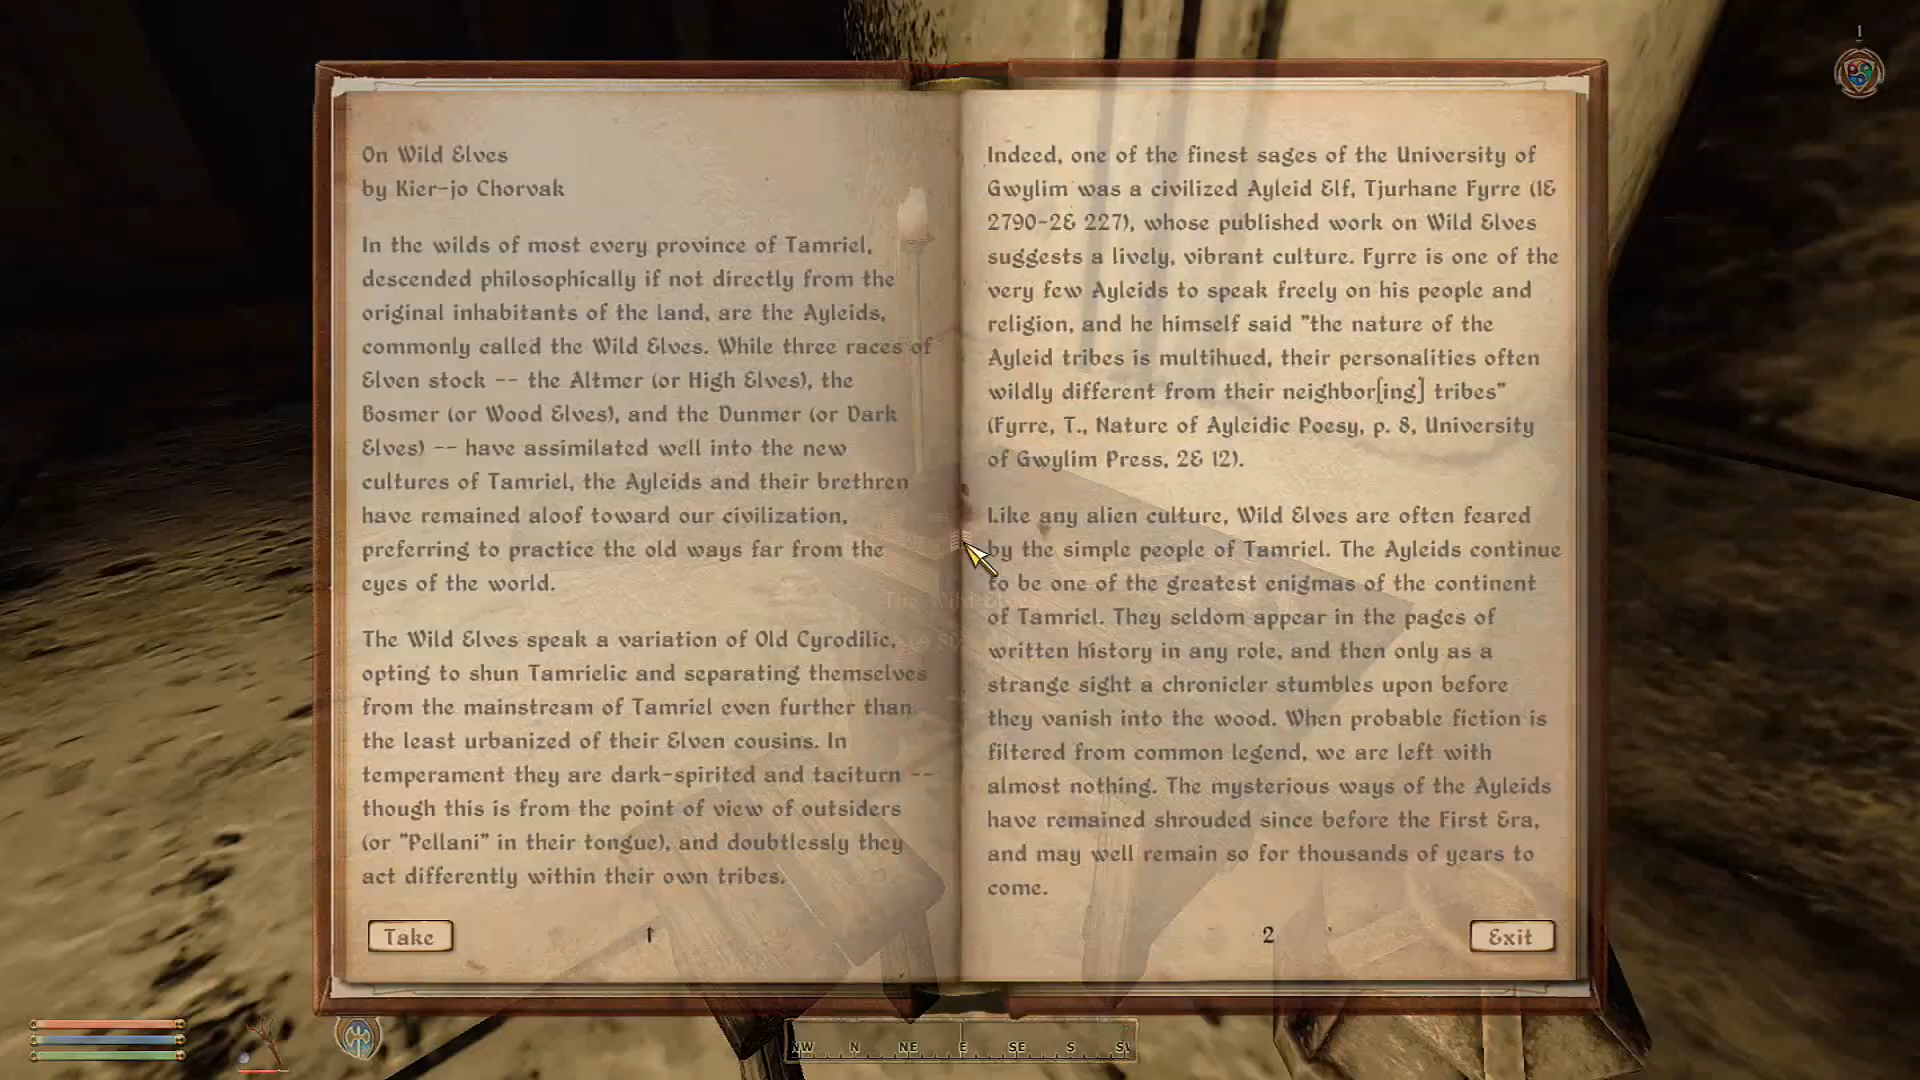 1
On Wild Elves
by Kier-jo Chorvak
In the wilds of most every province of Tamriel,
descended philosophically if not directly from the
original inhabitants of the land, are the Ayleids,
commonly called the Wild Elves. While three races of
Elven stock -- the Altmer (or High Elves), the
Bosmer (or Wood Elves), and the Dunmer (or Dark
Elves) -- have assimilated well into the new
cultures of Tamriel, the Ayleids and their brethren
have remained aloof toward our civilization,
preferring to practice the old ways far from the
eyes of the world.
The Wild Elves speak a variation of Old Cyrodilic,
opting to shun Tamrielic and separating themselves
from the mainstream of Tamriel even further than
the least urbanized of their Elven cousins. In
temperament they are dark-spirited and taciturn --
though this is from the point of view of outsiders
(or "Pellani" in their tongue), and doubtlessly they
act differently within their own tribes.
Take
1
Indeed, one of the finest sages of the University of
Gwylim was a civilized Ayleid Elf, Tjurhane Fyrre (1E
2790-2E 227), whose published work on Wild Elves
suggests a lively, vibrant culture. Fyrre is one of the
very few Ayleids to speak freely on his people and
religion, and he himself said "the nature of the
Ayleid tribes is multihued, their personalities often
wildly different from their neighbor[ing] tribes"
(Fyrre, T., Nature of Ayleidic Poesy, p. 8, University
of Gwylim Press, 2E 12).
Like any alien culture, Wild Elves are often feared
by the simple people of Tamriel. The Ayleids continue
to be one of the greatest enigmas of the continent
of Tamriel. They seldom appear in the pages of
written history in any role, and then only as a
strange sight a chronicler stumbles upon before
they vanish into the wood. When probable fiction is
filtered from common legend, we are left with
almost nothing. The mysterious ways of the Ayleids
have remained shrouded since before the First Era,
and may well remain so for thousands of years to
come.
2
Exit
NW N NE E SE S